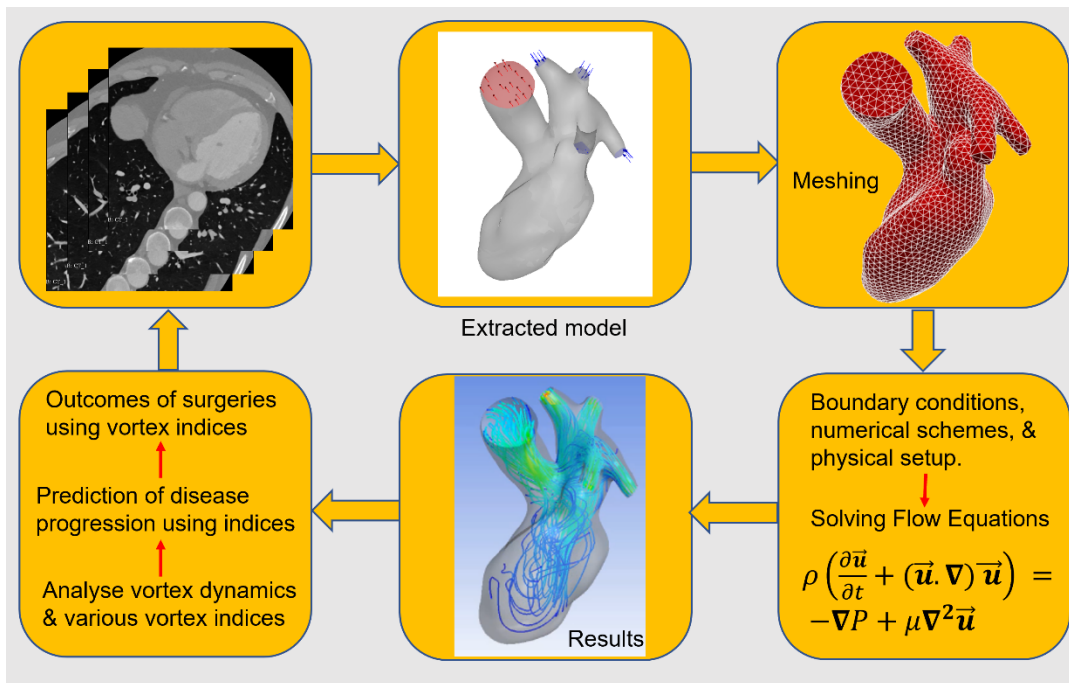 Extracted model
Meshing
Boundary conditions,
numerical schemes, &
physical setup.
Solving Flow Equations
ρ(∂u⃗/∂t + (u⃗. ∇) u⃗) =
−∇P + μ∇²u⃗
Results
Outcomes of surgeries
using vortex indices
Prediction of disease
progression using indices
Analyse vortex dynamics
& various vortex indices